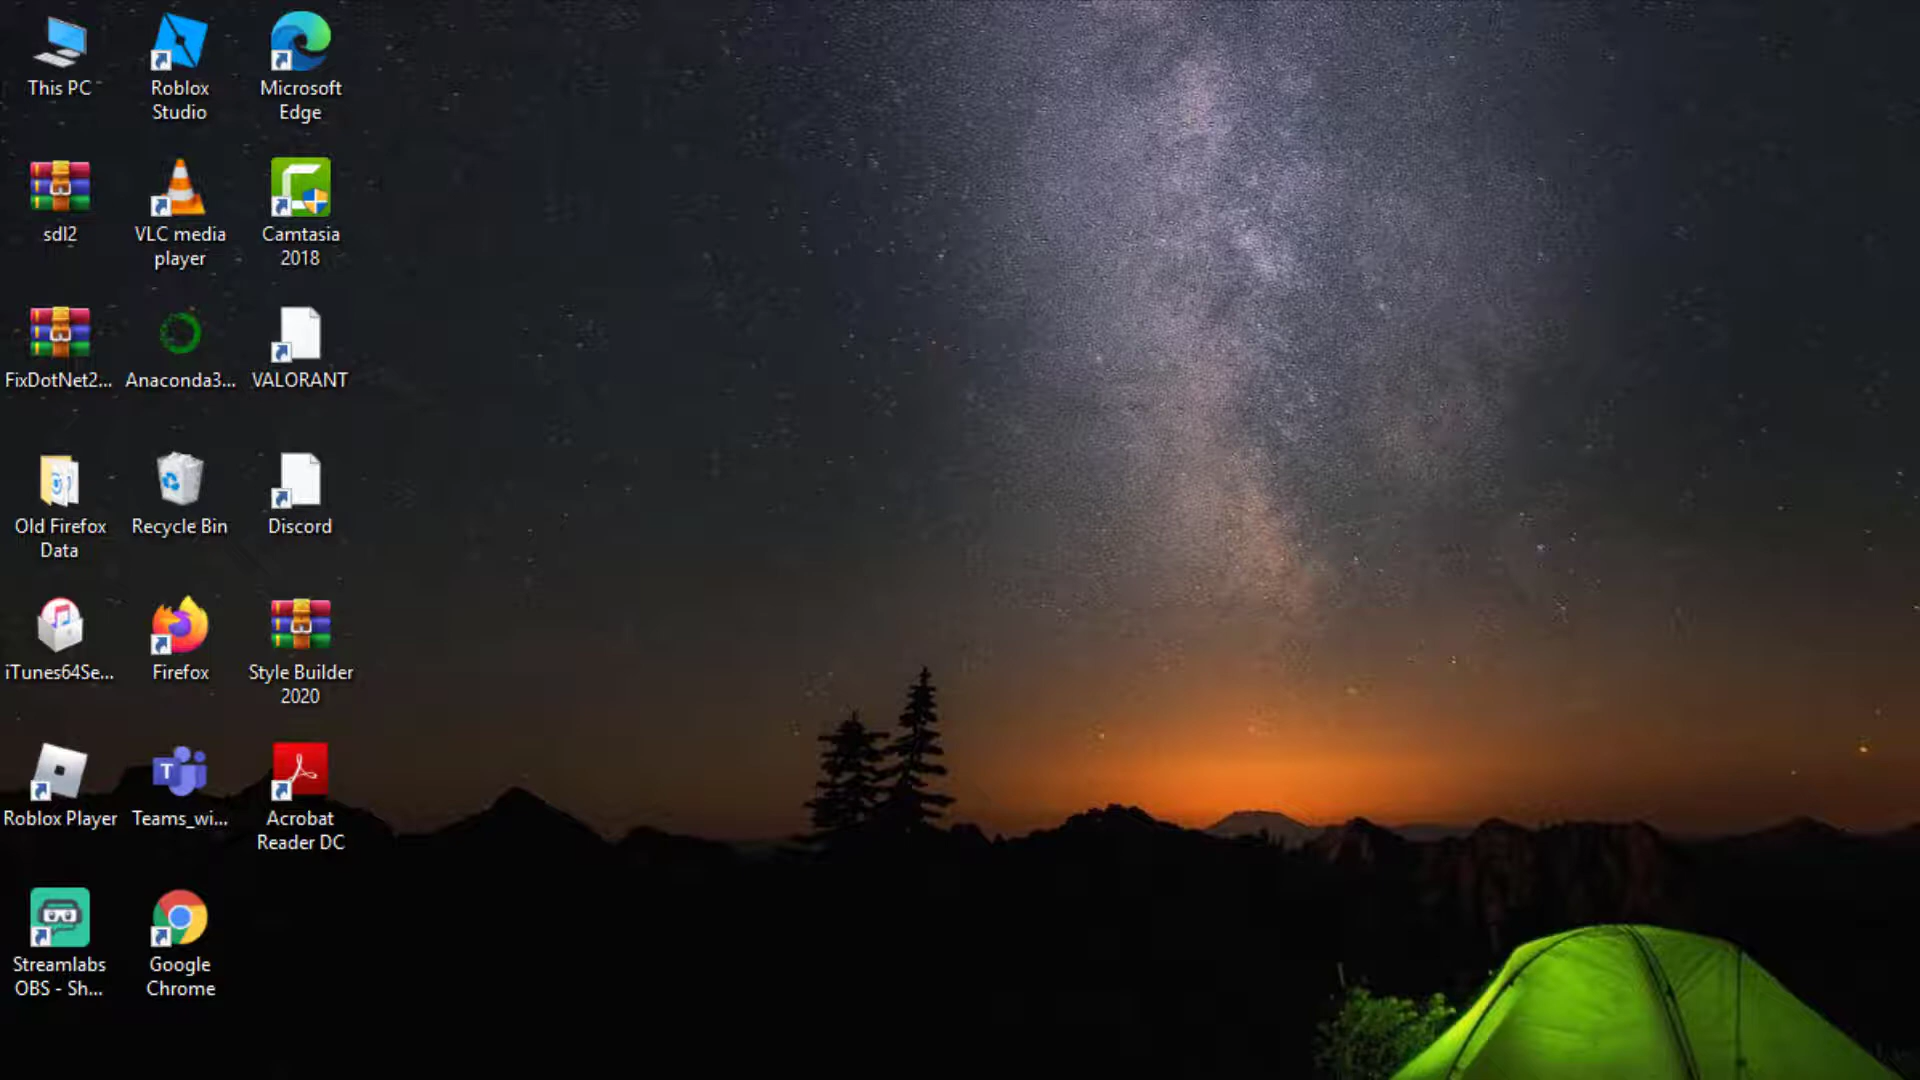 This PC
Roblox
Studio
Microsoft
Edge
sdl2
VLC media
player
Camtasia
2018
FixDotNet2...
Anaconda3...
VALORANT
Old Firefox
Data
Recycle Bin
Discord
iTunes64Se...
Firefox
Style Builder
2020
Roblox Player
T
Teams_wi...
Acrobat
Reader DC
Streamlabs
OBS - Sh...
Google
Chrome